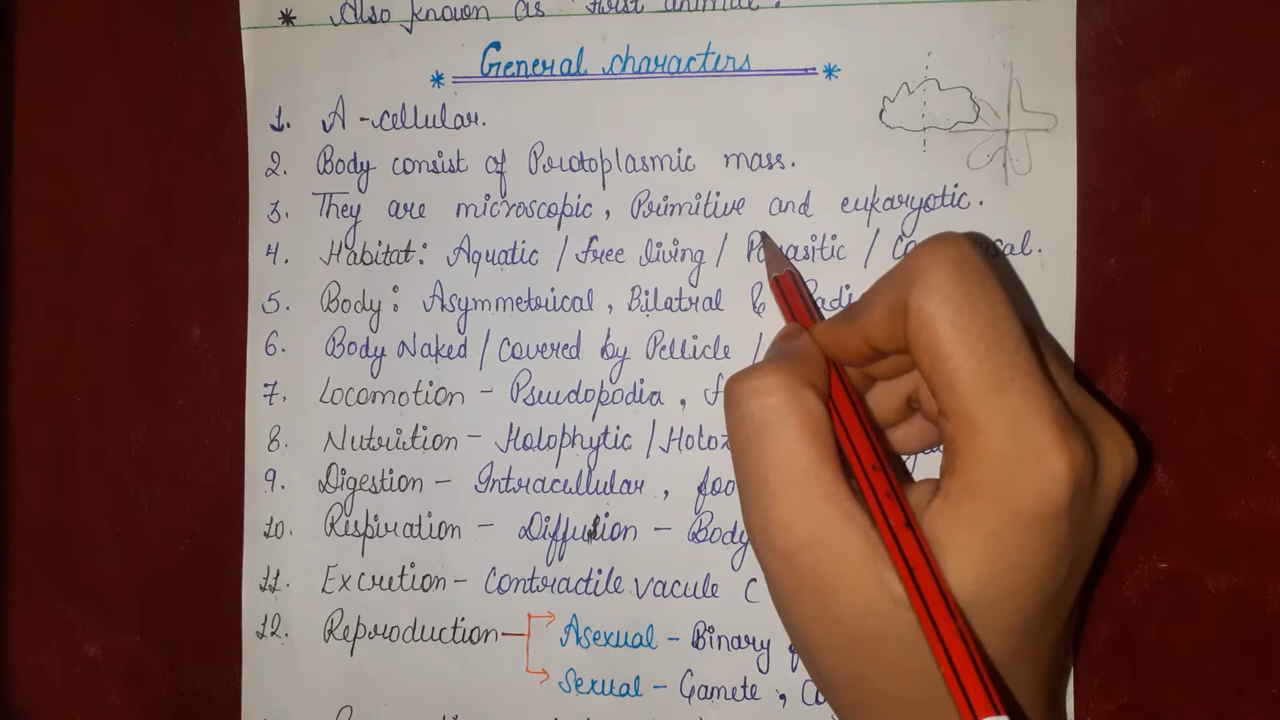 * Also known as 'first animal'.
* General characters *
1. A-cellular.
2. Body consist of Protoplasmic mass.
3. They are microscopic, Primitive and eukaryotic.
4. Habitat: Aquatic / free living / Parasitic /
5. Body: Asymmetrical, Bilatral &
6. Body Naked / covered by Pellicle /
7. Locomotion - Pseudopodia,
8. Nutrition - Holophytic /
9. Digestion - Intracellular,
10. Respiration - Diffusion - Body
11. Excretion - Contractile vacule C
12. Reproduction
Asexual - Binary
Sexual - Gamete,